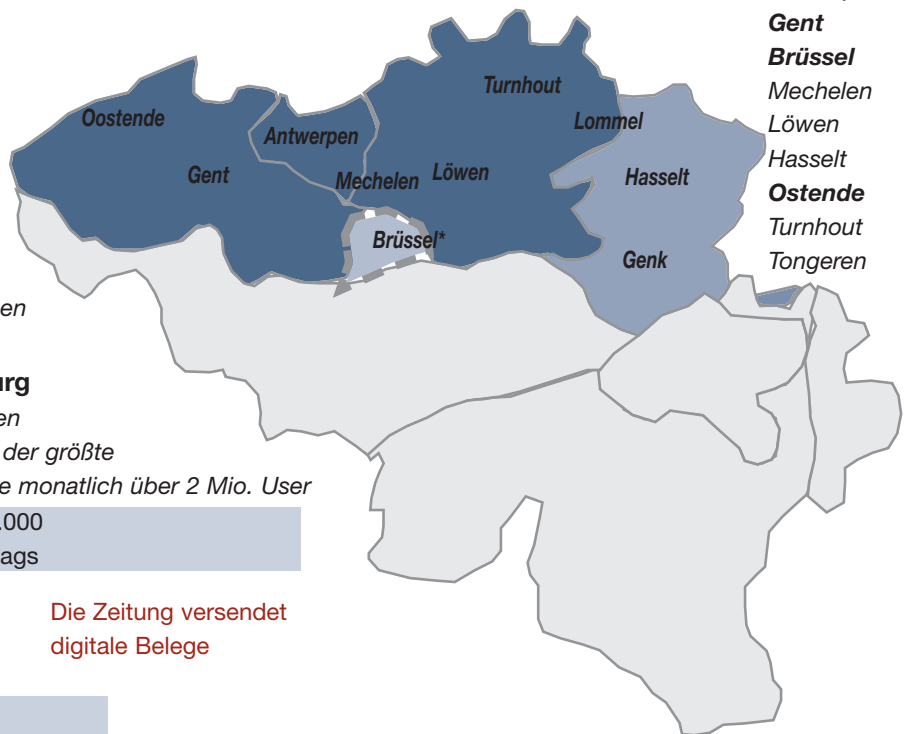 Gent
Brüssel
Mechelen
Löwen
Hasselt
Ostende
Turnhout
Tongeren
Turnhout
Oostende
Lommel
Antwerpen
Gent
Mechelen
Löwen
Hasselt
Brüssel*
Genk
en
urg
en
der größte
e monatlich über 2 Mio. User
.000
ags
Die Zeitung versendet
digitale Belege